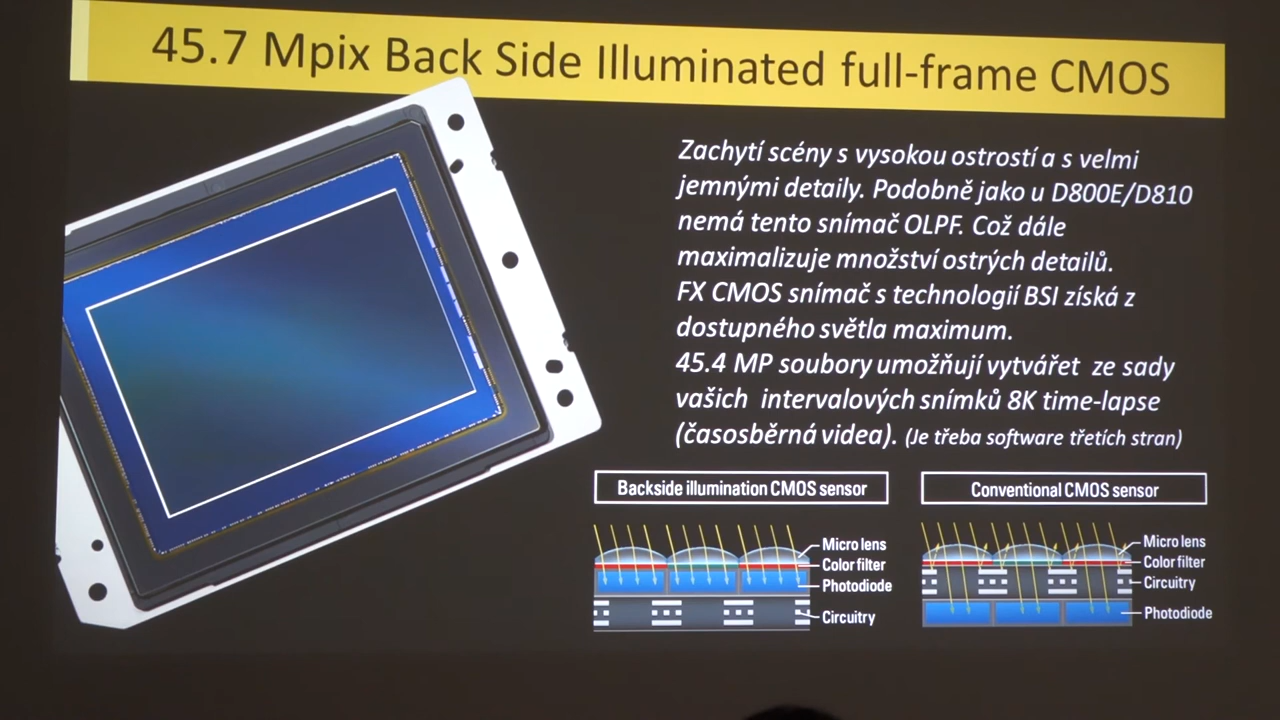 45.7 Mpix Back Side Illuminated full-frame CMOS
Zachytí scény s vysokou ostrostí a s velmi
jemnými detaily. Podobně jako u D800E/D810
nemá tento snímač OLPF. Což dále
maximalizuje množství ostrých detailů.
FX CMOS snímač s technologií BSI získá z
dostupného světla maximum.
45.4 MP soubory umožňují vytvářet ze sady
vašich intervalových snímků 8K time-lapse
(časosběrná videa). (Je třeba software třetích stran)
Backside illumination CMOS sensor
Micro lens
Color filter
Photodiode
Circuitry
Conventional CMOS sensor
Micro lens
Color filter
Circuitry
Photodiode